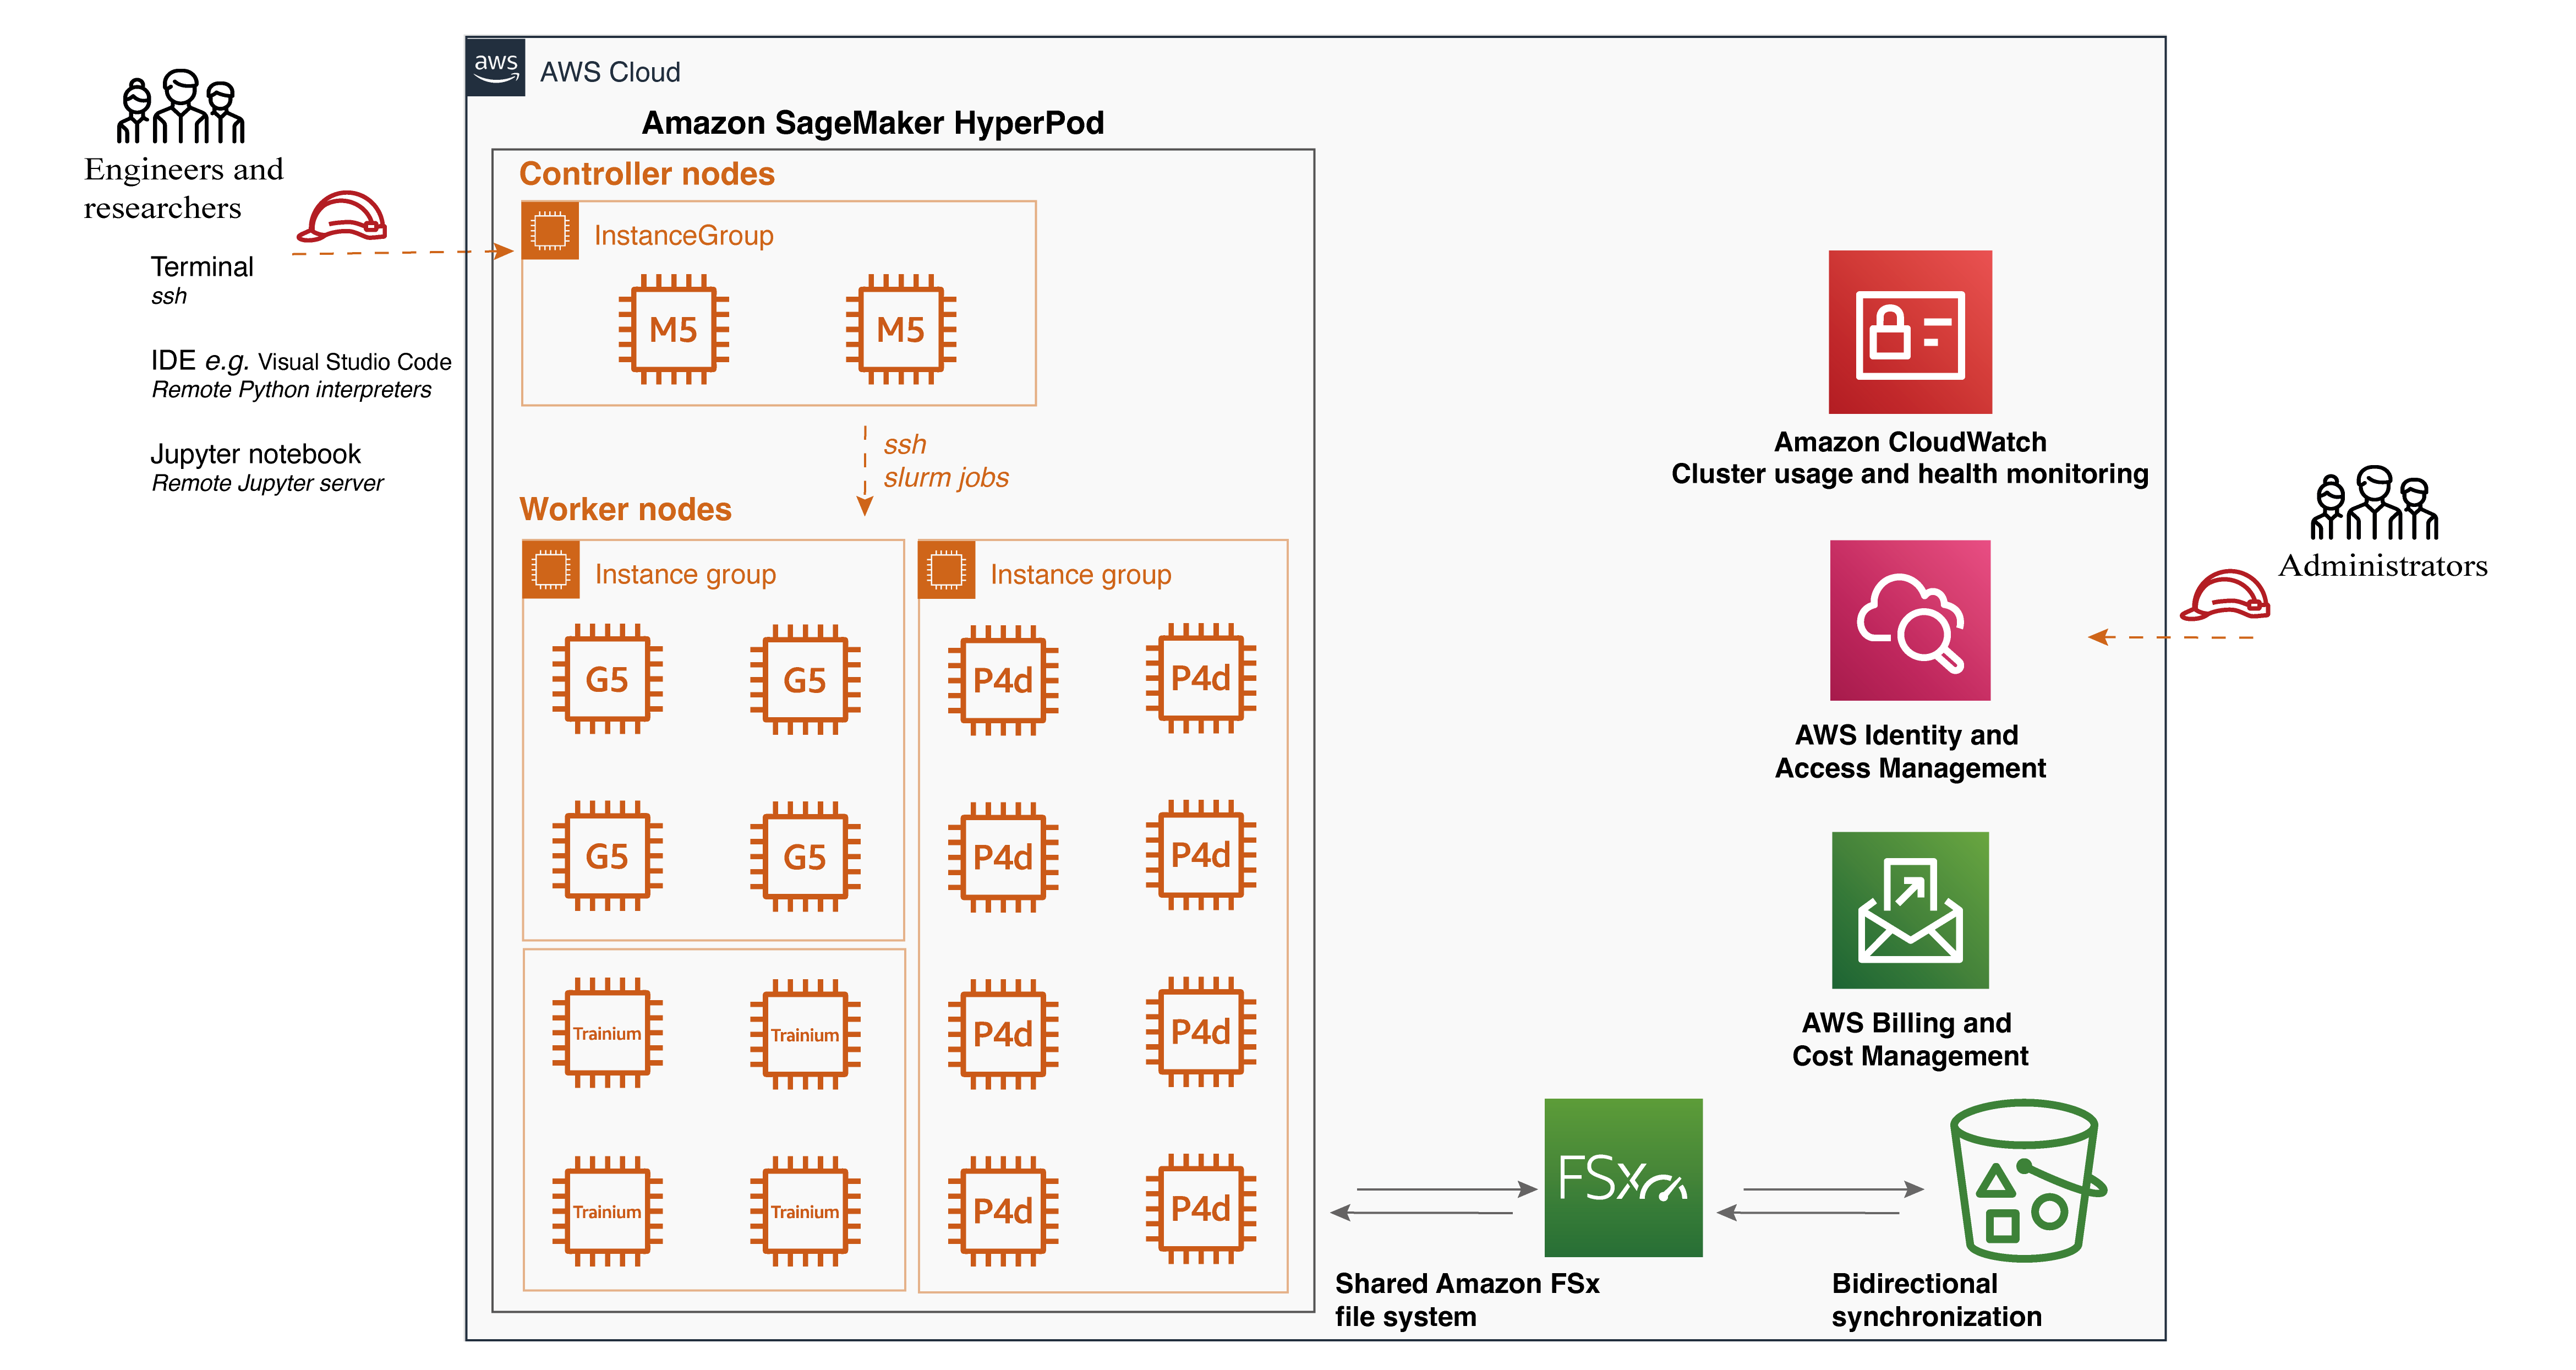 aws
AWS Cloud
Amazon SageMaker HyperPod
Engineers and
researchers
Terminal
ssh
IDE e.g. Visual Studio Code
Remote Python interpreters
Jupyter notebook
Remote Jupyter server
Controller nodes
InstanceGroup
M5
M5
ssh
slurm jobs
Worker nodes
Instance group
G5
G5
G5
G5
Trainium
Trainium
Trainium
Trainium
Instance group
P4d
P4d
P4d
P4d
P4d
P4d
P4d
P4d
Amazon CloudWatch
Cluster usage and health monitoring
AWS Identity and
Access Management
AWS Billing and
Cost Management
Administrators
FSx
Shared Amazon FSx
file system
Bidirectional
synchronization